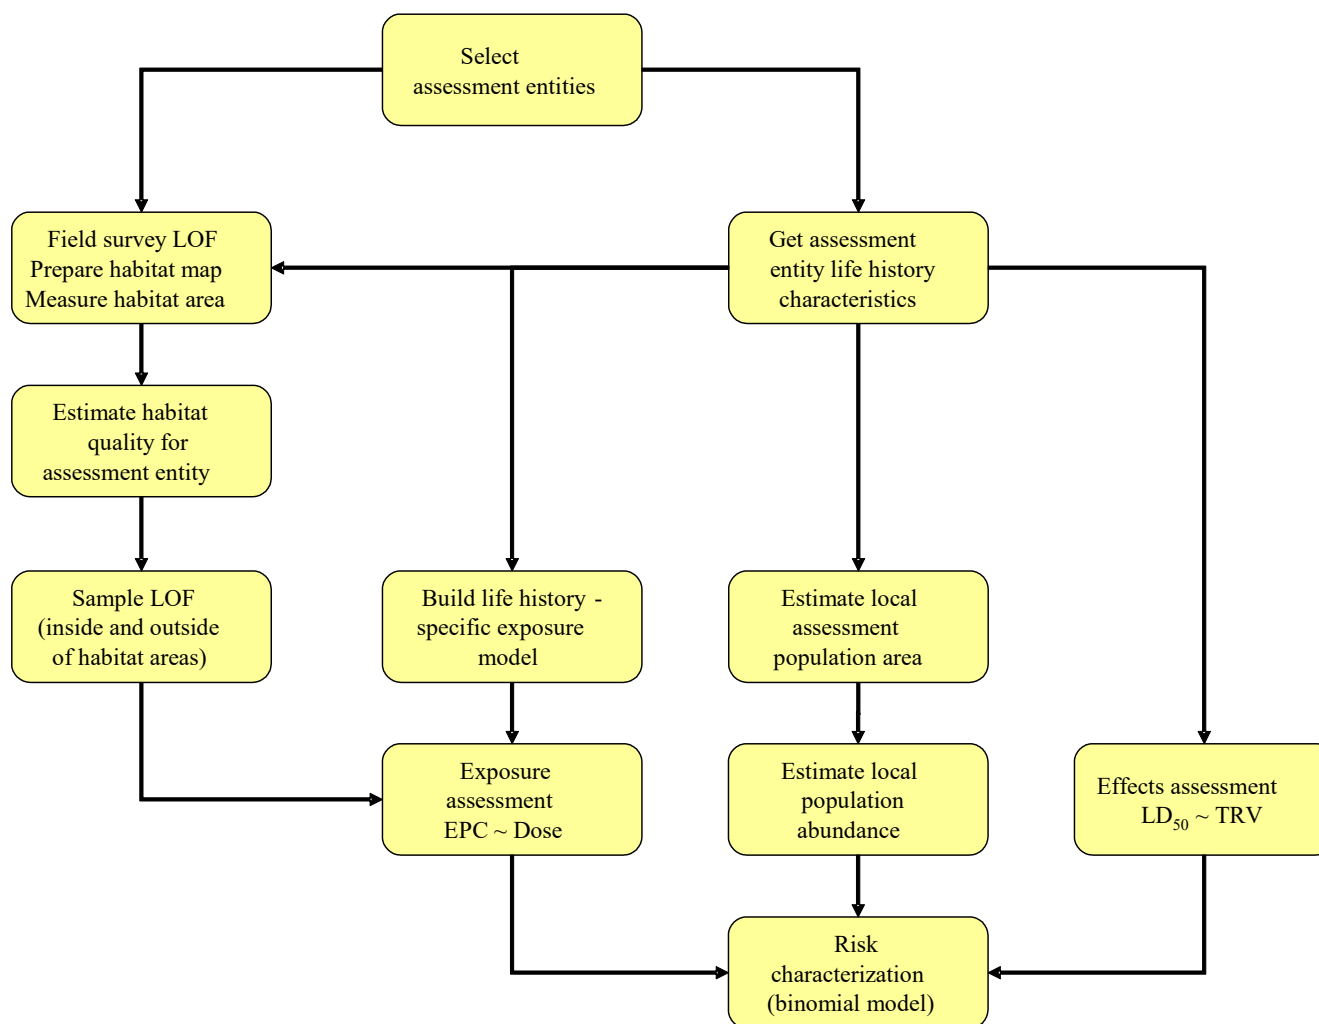 Select
assessment entities
Field survey LOF
Prepare habitat map
Measure habitat area
Get assessment
entity life history
characteristics
Estimate habitat
quality for
assessment entity
Sample LOF
(inside and outside
of habitat areas)
Build life history -
specific exposure
model
Estimate local
assessment
population area
Exposure
assessment
EPC ~ Dose
Estimate local
population
abundance
Effects assessment
LD50 ~ TRV
Risk
characterization
(binomial model)